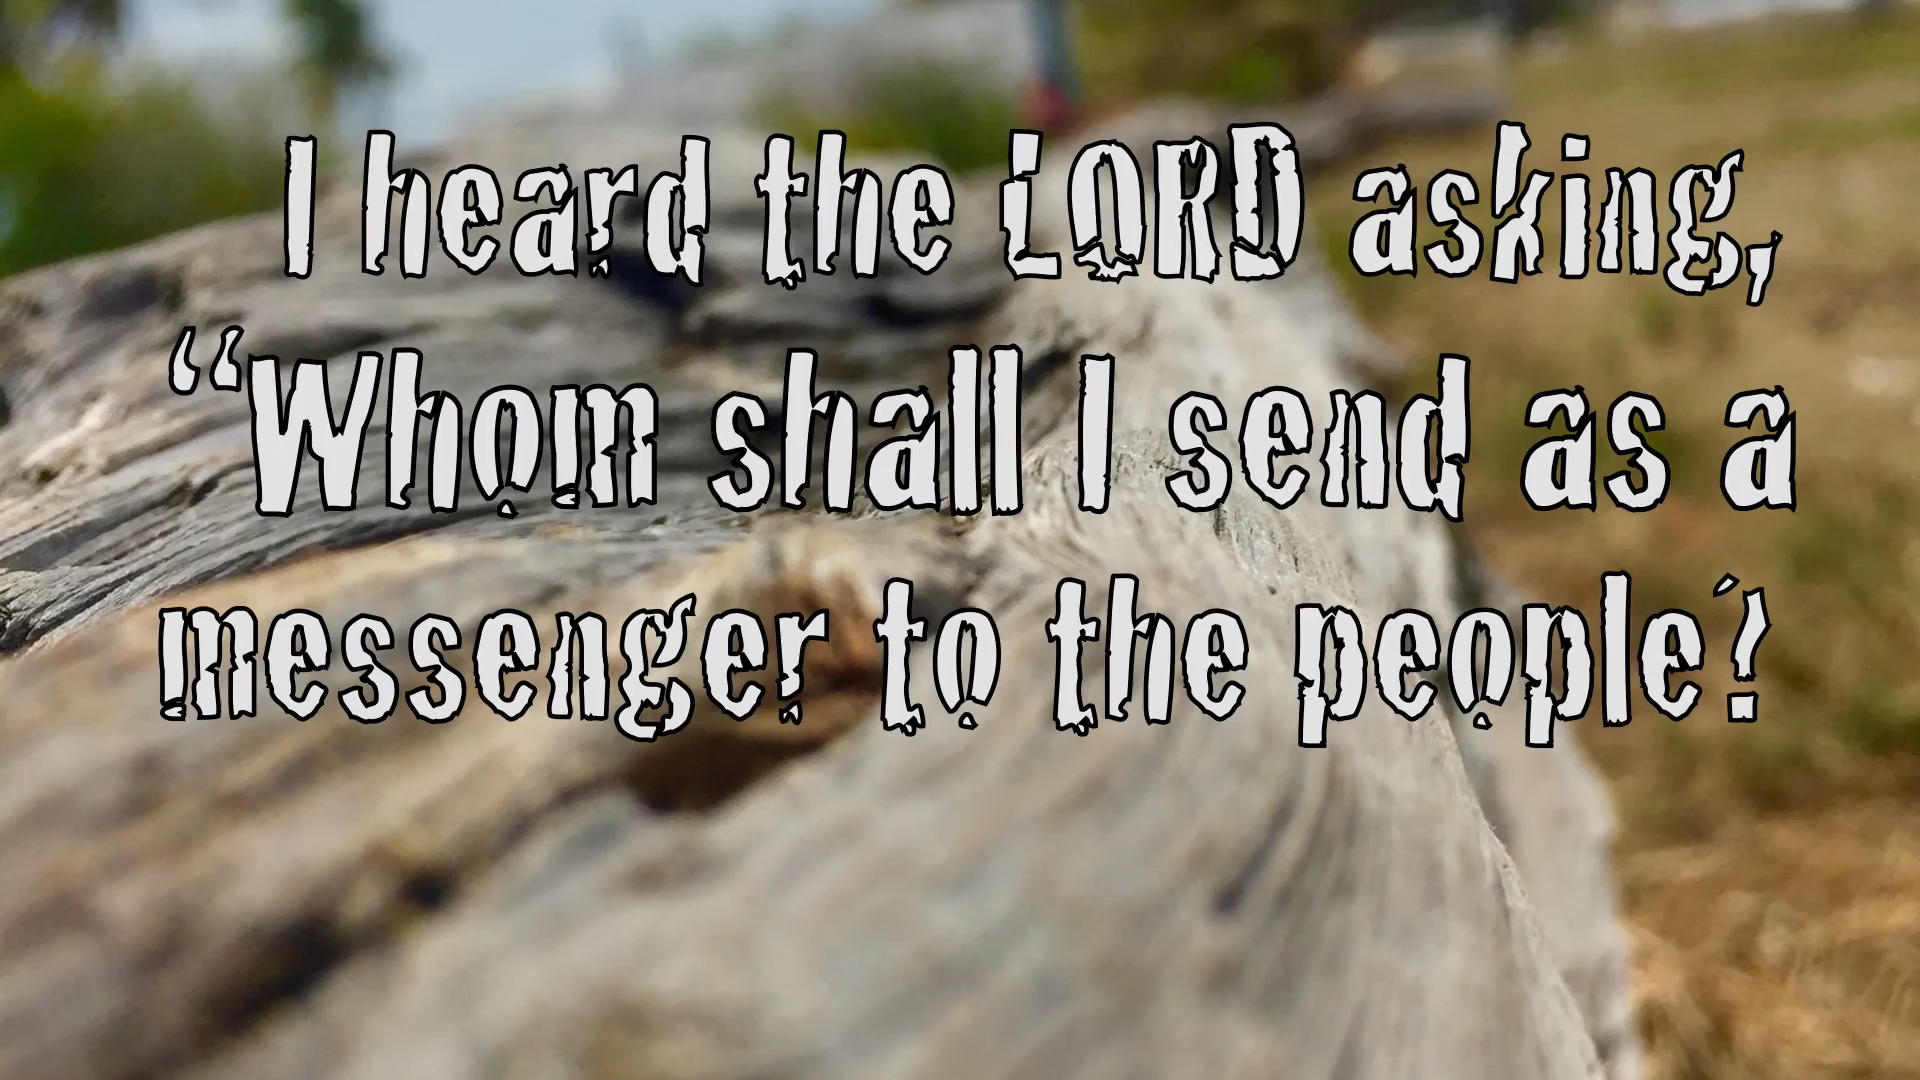 I heard the LORD asking,
“Whom shall I send as a
messenger to the people?